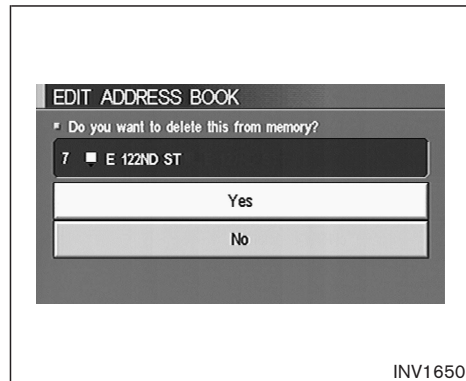 EDIT ADDRESS BOOK
Do you want to delete this from memory?
7 E 122ND ST
Yes
No
INV1650